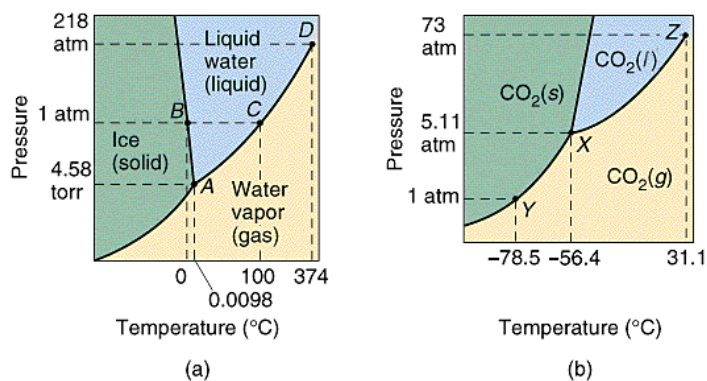 218
atm
1 atm
4.58
torr
Pressure
Liquid
water
(liquid)
D
B
C
Ice
(solid)
A
Water
vapor
(gas)
0
100
374
0.0098
Temperature (°C)
(a)
73
atm
5.11
atm
1 atm
Pressure
Z
CO₂(l)
CO₂(s)
X
CO₂(g)
Y
–78.5
–56.4
31.1
Temperature (°C)
(b)